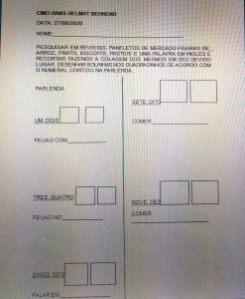 CMEI HANS HELMUT BEHREND
DATA: 27/08/2020
NOME:
PESQUISAR EM REVISTAS, PANFLETOS DE MERCADO FIGURAS DE:
ARROZ, PRATO, BISCOITO, PASTEIS E UMA PALAVRA EM INGLES E
RECORTAR, FAZENDO A COLAGEM DOS MESMOS EM SEU DEVIDO
LUGAR. DESENHAR BOLINHAS NOS QUADRADINHOS DE ACORDO COM
O NUMERAL CONTIDO NA PARLENDA.
PARLENDA
SETE, OITO
UM, DOIS
COMER
FEIJAO COM
TRES, QUATRO
NOVE, DEZ
FEIJAO NO
COMER
CINCO, SEIS
FALAR EM